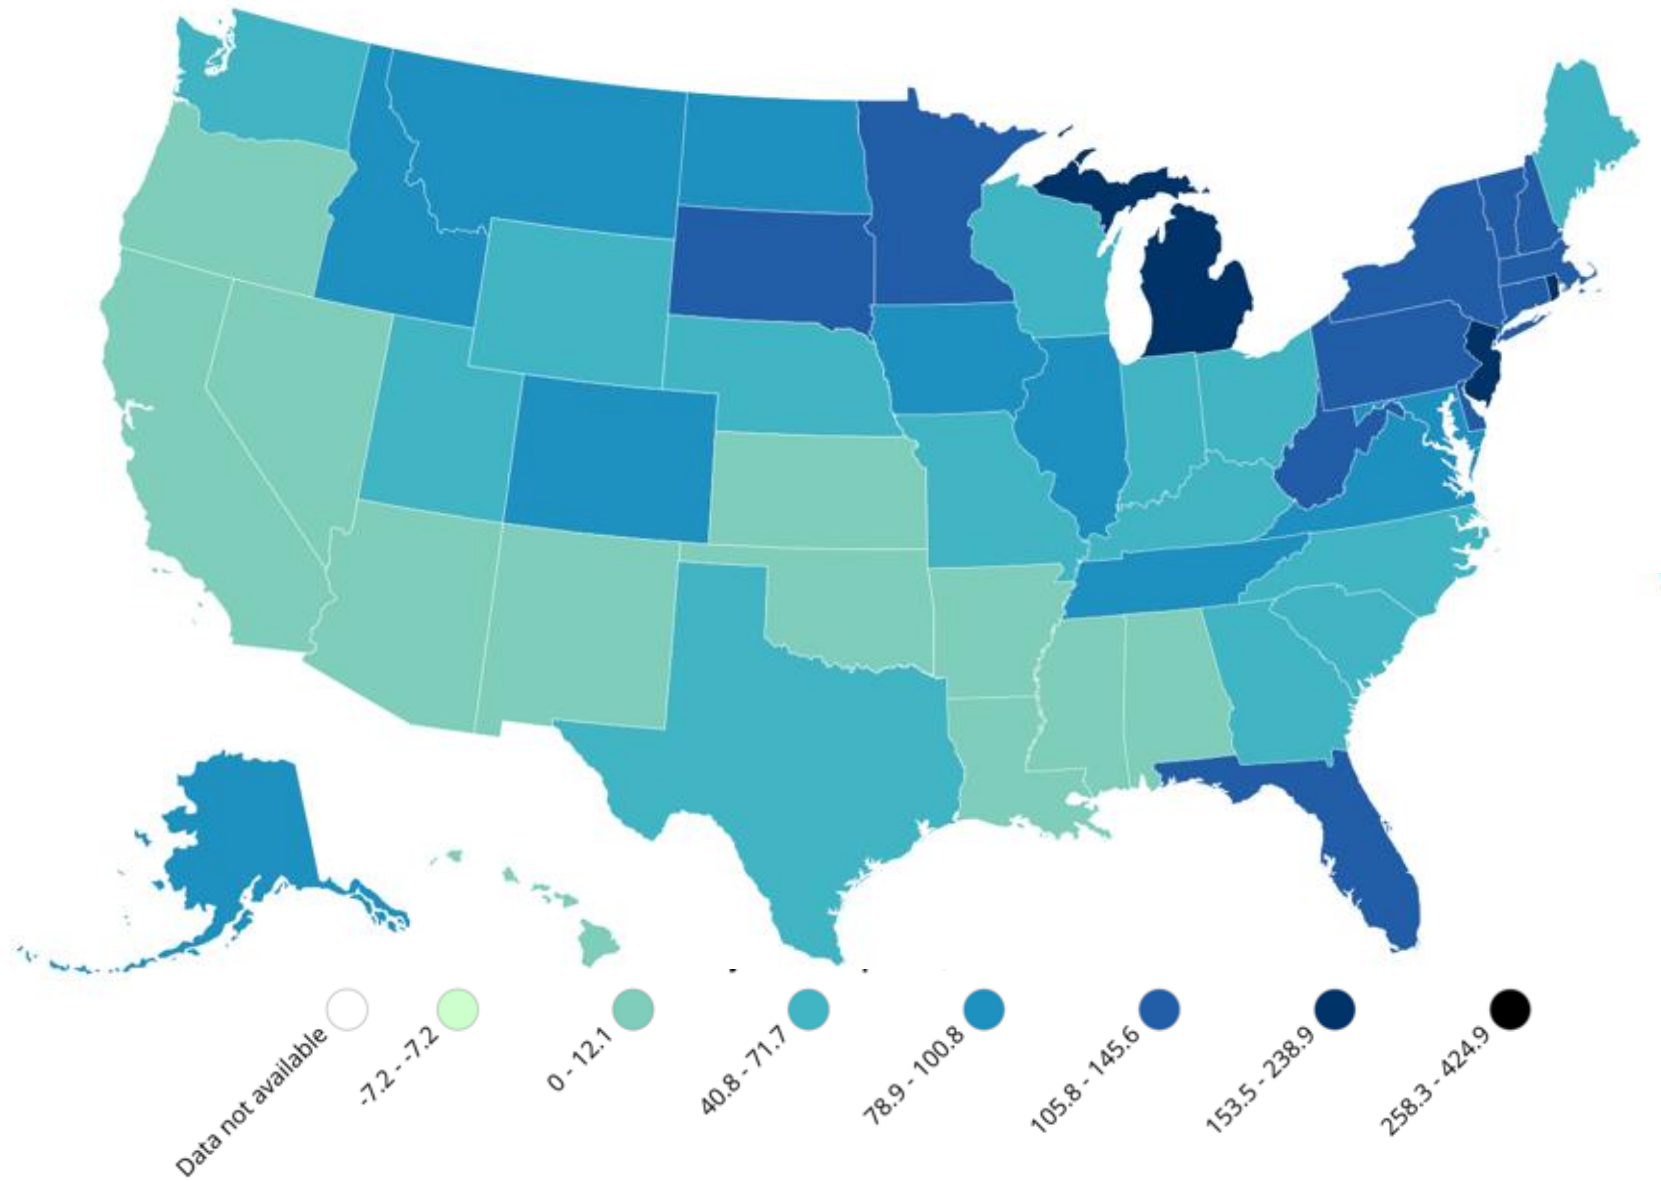 Data not available
-7.2 - -7.2
0 - 12.1
40.8 - 71.7
78.9 - 100.8
105.8 - 145.6
153.5 - 238.9
258.3 - 424.9